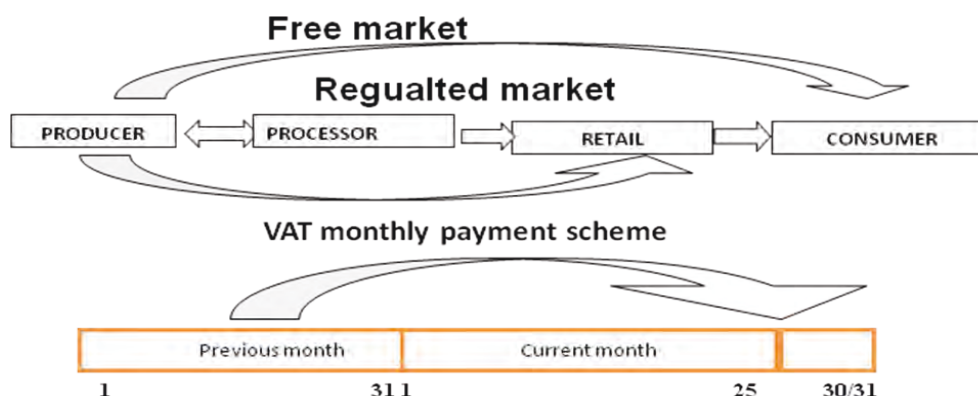 Free market
Regualted market
PRODUCER PROCESSOR RETAIL CONSUMER
VAT monthly payment scheme
Previous month Current month
1 31 1 25 30/31